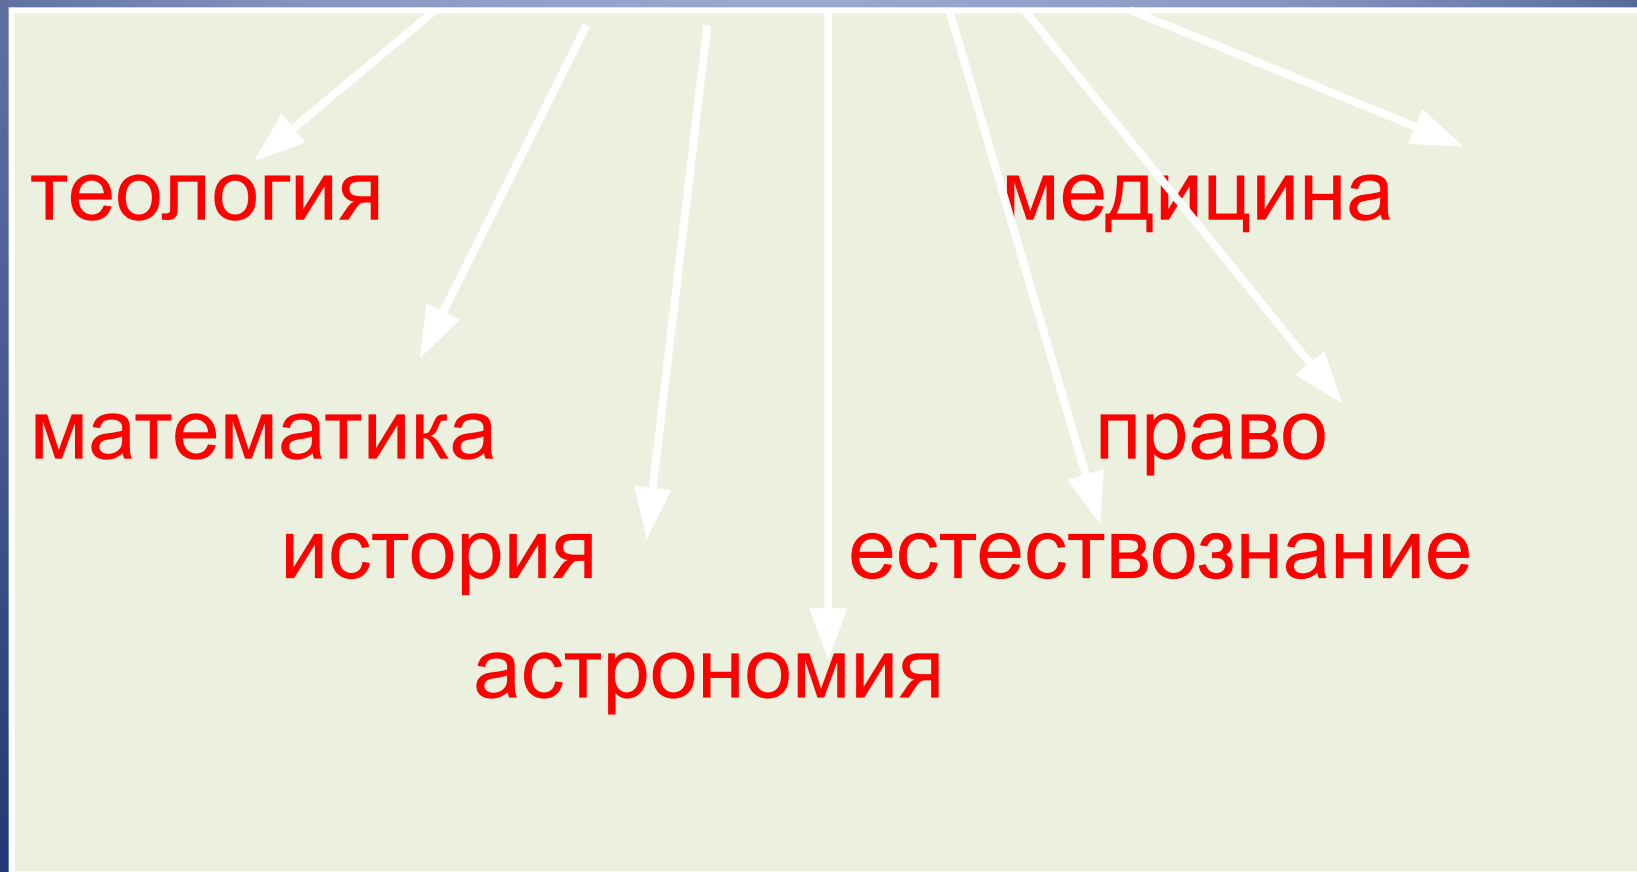 теология медицина
математика право
история естествознание
астрономия